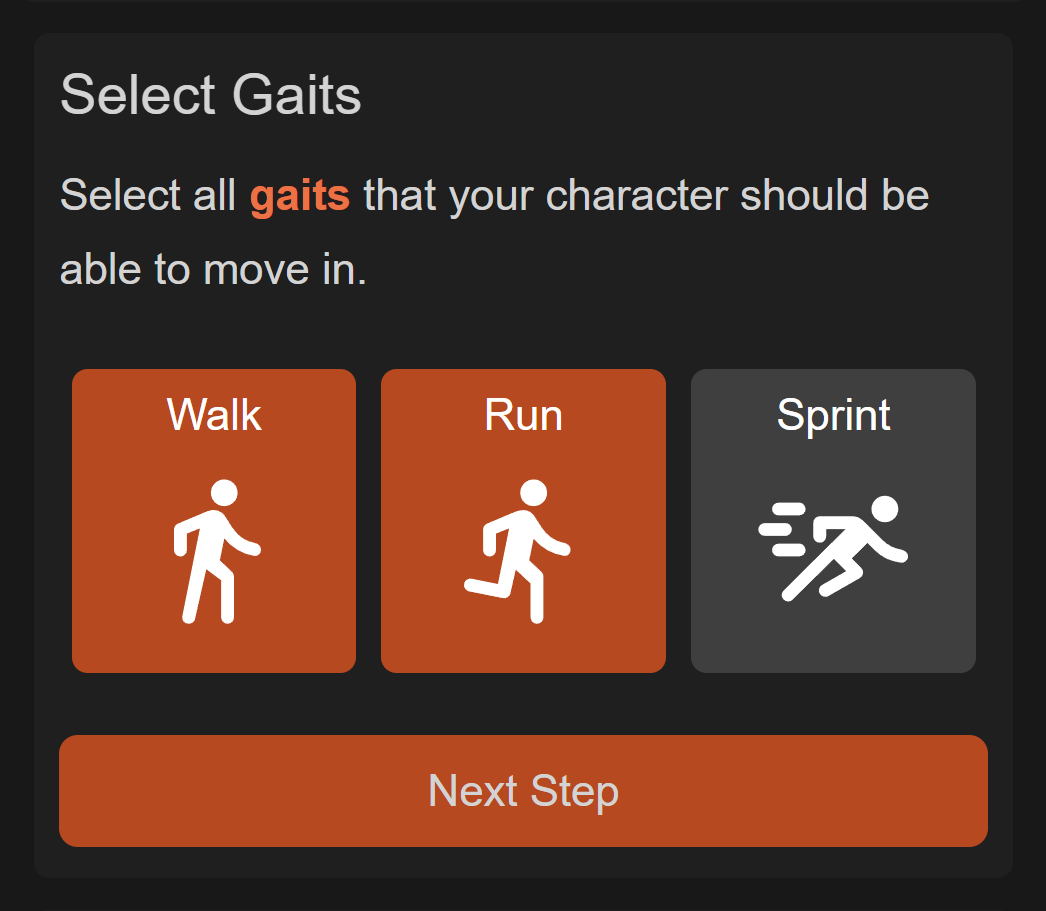 Select Gaits
Select all gaits that your character should be
able to move in.
Walk
Run
Sprint
Next Step